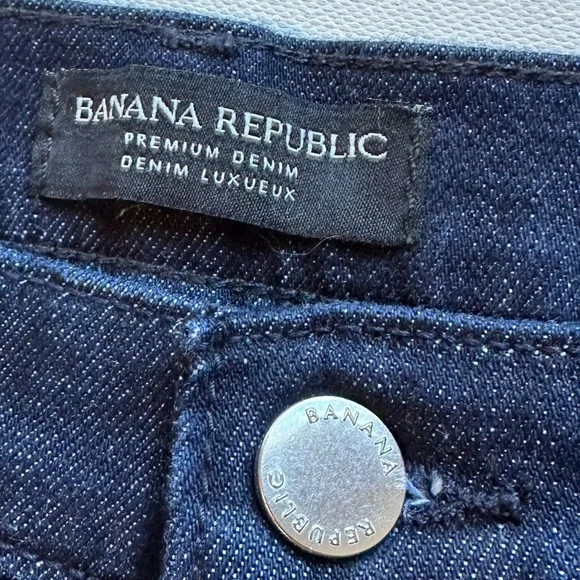 BANANA REPUBLIC
PREMIUM DENIM
DENIM LUXUEUX
BANANA REPUBLIC